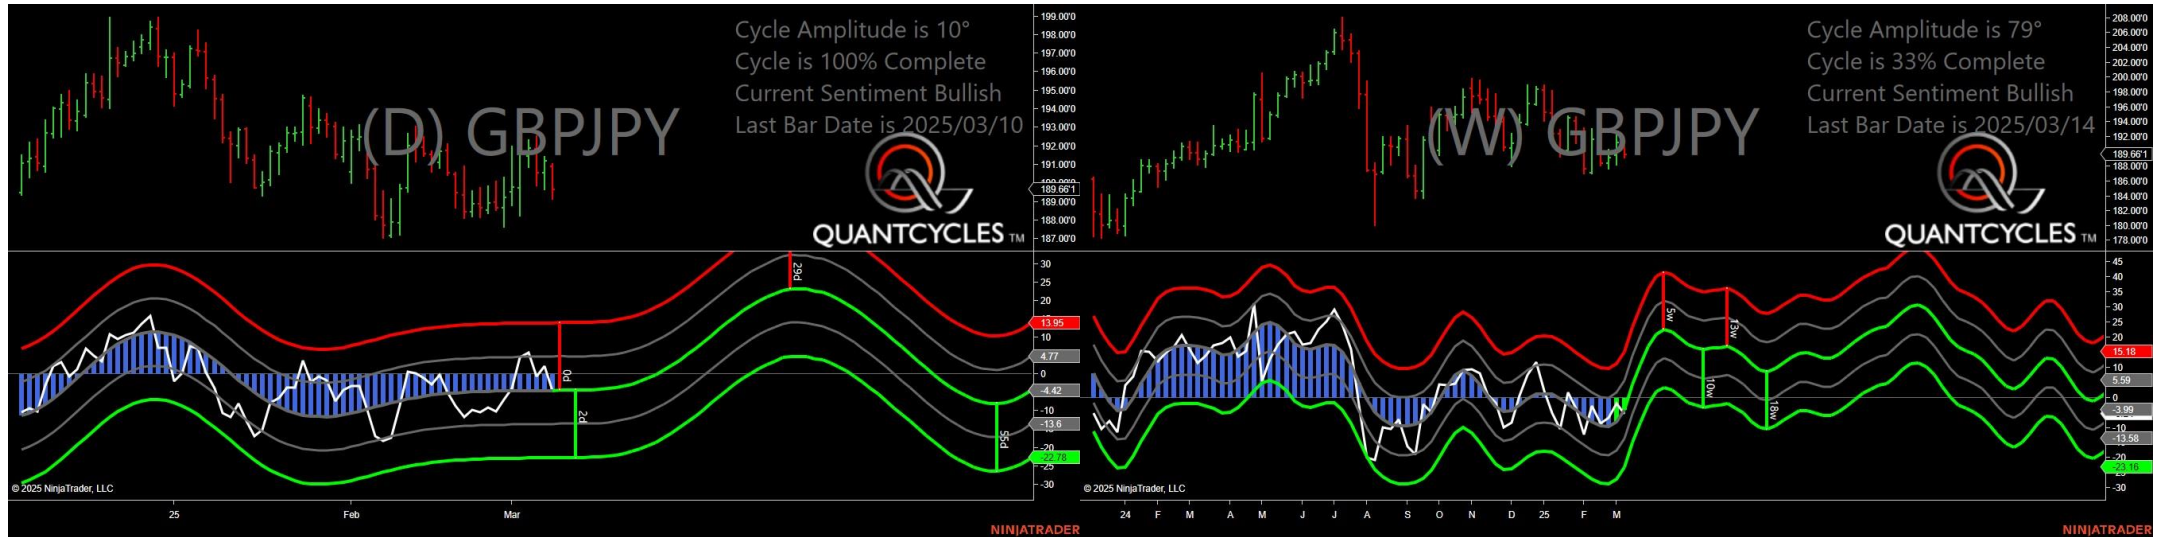 Cycle Amplitude is 10°
Cycle is 100% Complete
Current Sentiment Bullish
Last Bar Date is 2025/03/10
(D) GBPJPY
QUANTCYCLES TM
199.00'0
198.00'0
197.00'0
196.00'0
195.00'0
194.00'0
193.00'0
192.00'0
191.00'0
189.66'1
189.00'0
188.00'0
187.00'0
30
25
20
13.95
10
4.77
0
-4.42
-10
-13.6
-20
-22.78
-25
-30
0d
2d
29d
55d
© 2025 NinjaTrader, LLC
25
Feb
Mar
NINJATRADER
Cycle Amplitude is 79°
Cycle is 33% Complete
Current Sentiment Bullish
Last Bar Date is 2025/03/14
(W) GBPJPY
QUANTCYCLES TM
208.00'0
206.00'0
204.00'0
202.00'0
200.00'0
198.00'0
196.00'0
194.00'0
192.00'0
189.66'1
188.00'0
186.00'0
184.00'0
182.00'0
180.00'0
178.00'0
45
40
35
30
25
20
15.18
10
5.59
0
-3.99
-10
-13.58
-20
-23.16
-30
5w
10w
13w
18w
© 2025 NinjaTrader, LLC
24 F M A M J J A S O N D 25 F M
NINJATRADER